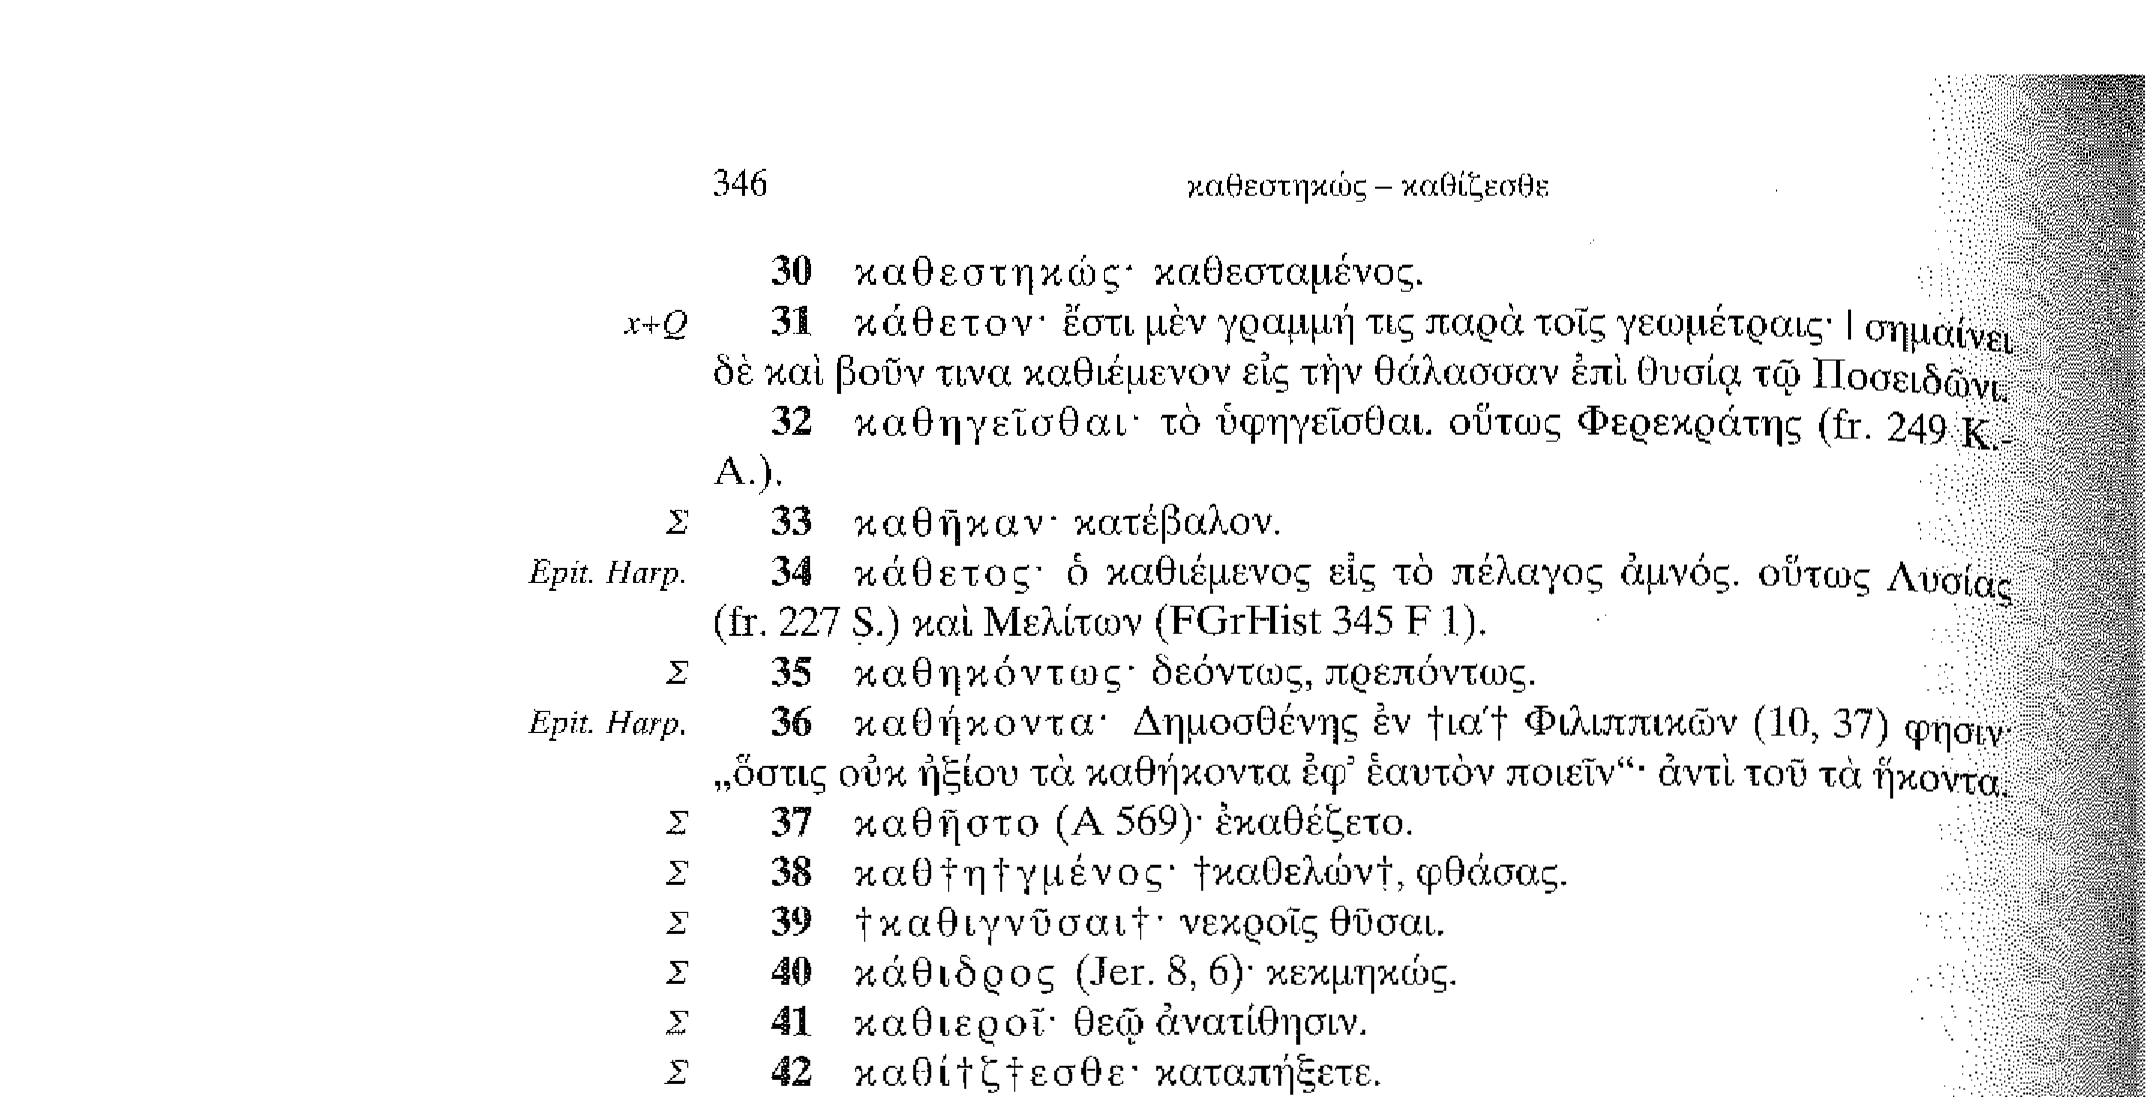 346 καθεστηκώς – καθίζεσθε
30 καθεστηκώς· καθεσταμένος.
x+Q 31 κάθετον· ἔστι μὲν γραμμή τις παρὰ τοῖς γεωμέτραις· | σημαίνει
δὲ καὶ βοῦν τινα καθιέμενον εἰς τὴν θάλασσαν ἐπὶ θυσίᾳ τῷ Ποσειδῶνι.
32 καθηγεῖσθαι· τὸ ὑφηγεῖσθαι. οὕτως Φερεκράτης (fr. 249 K.-
A.).
Σ 33 καθῆκαν· κατέβαλον.
Epit. Harp. 34 κάθετος· ὁ καθιέμενος εἰς τὸ πέλαγος ἀμνός. οὕτως Λυσίας
(fr. 227 S.) καὶ Μελίτων (FGrHist 345 F 1).
Σ 35 καθηκόντως· δεόντως, πρεπόντως.
Epit. Harp. 36 καθήκοντα· Δημοσθένης ἐν †ια′† Φιλιππικῶν (10, 37) φησιν·
„ὅστις οὐκ ἠξίου τὰ καθήκοντα ἐφ’ ἑαυτὸν ποιεῖν“· ἀντὶ τοῦ τὰ ἥκοντα.
Σ 37 καθῆστο (Α 569)· ἐκαθέζετο.
Σ 38 καθ†η†γμένος· †καθελών†, φθάσας.
Σ 39 †καθιγνῦσαι†· νεκροῖς θῦσαι.
Σ 40 κάθιδρος (Jer. 8, 6)· κεκμηκώς.
Σ 41 καθιεροῖ· θεῷ ἀνατίθησιν.
Σ 42 καθί†ζ†εσθε· καταπήξετε.